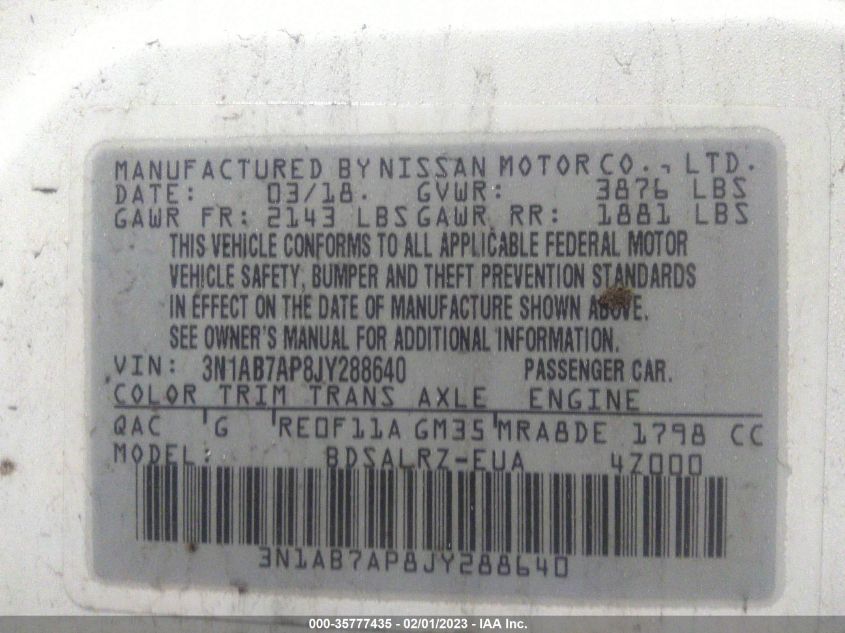 MANUFACTURED BY NISSAN MOTOR CO., LTD.
DATE: 03/18. GVWR: 3876 LBS
GAWR FR: 2143 LBS GAWR RR: 1881 LBS
THIS VEHICLE CONFORMS TO ALL APPLICABLE FEDERAL MOTOR
VEHICLE SAFETY, BUMPER AND THEFT PREVENTION STANDARDS
IN EFFECT ON THE DATE OF MANUFACTURE SHOWN ABOVE.
SEE OWNER'S MANUAL FOR ADDITIONAL INFORMATION.
VIN: 3N1AB7AP8JY288640 PASSENGER CAR.
COLOR TRIM TRANS AXLE ENGINE
QAC G RE0F11A GM35 MRA8DE 1798 CC
MODEL: BDSALRZ-EUA 4Z000
3N1AB7AP8JY288640
000-35777435 - 02/01/2023 - IAA Inc.